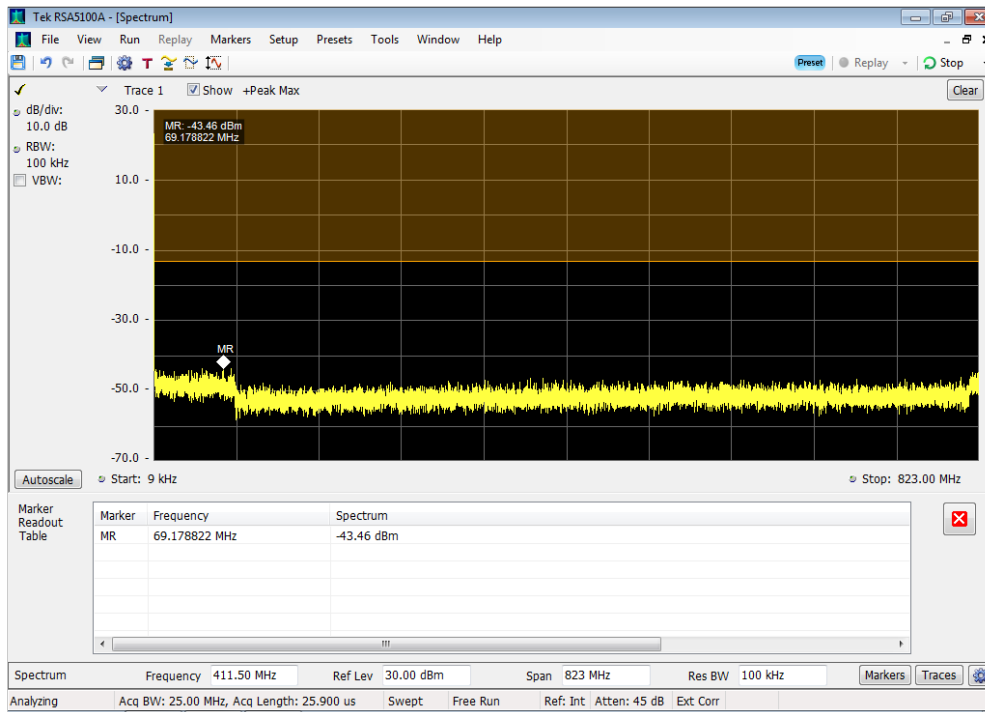 Tek RSA5100A - [Spectrum]
File View Run Replay Markers Setup Presets Tools Window Help
T Preset Replay Stop
Trace 1 Show +Peak Max Clear
dB/div:
10.0 dB
RBW:
100 kHz
VBW:
30.0
MR: -43.46 dBm
69.178822 MHz
10.0
-10.0
-30.0
MR
-50.0
-70.0
Autoscale Start: 9 kHz Stop: 823.00 MHz
Marker
Readout
Table
Marker Frequency Spectrum
MR 69.178822 MHz -43.46 dBm
Spectrum Frequency 411.50 MHz Ref Lev 30.00 dBm Span 823 MHz Res BW 100 kHz Markers Traces
Analyzing Acq BW: 25.00 MHz, Acq Length: 25.900 us Swept Free Run Ref: Int Atten: 45 dB Ext Corr